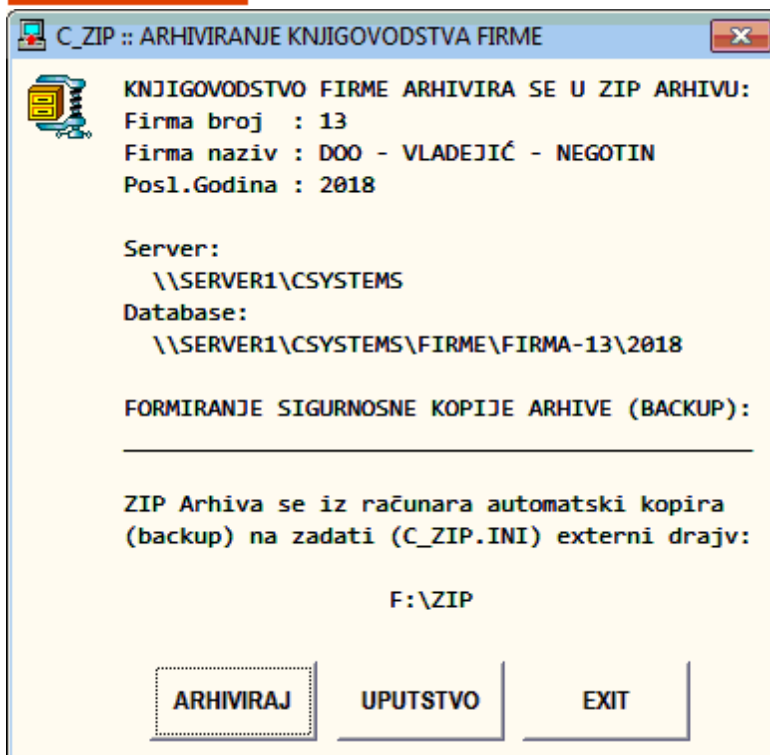 C_ZIP :: ARHIVIRANJE KNJIGOVODSTVA FIRME
KNJIGOVODSTVO FIRME ARHIVIRA SE U ZIP ARHIVU:
Firma broj  : 13
Firma naziv : DOO - VLADEJIĆ - NEGOTIN
Posl.Godina : 2018
Server:
\\SERVER1\CSYSTEMS
Database:
\\SERVER1\CSYSTEMS\FIRME\FIRMA-13\2018
FORMIRANJE SIGURNOSNE KOPIJE ARHIVE (BACKUP):
ZIP Arhiva se iz računara automatski kopira
(backup) na zadati (C_ZIP.INI) externi drajv:
F:\ZIP
ARHIVIRAJ UPUTSTVO EXIT